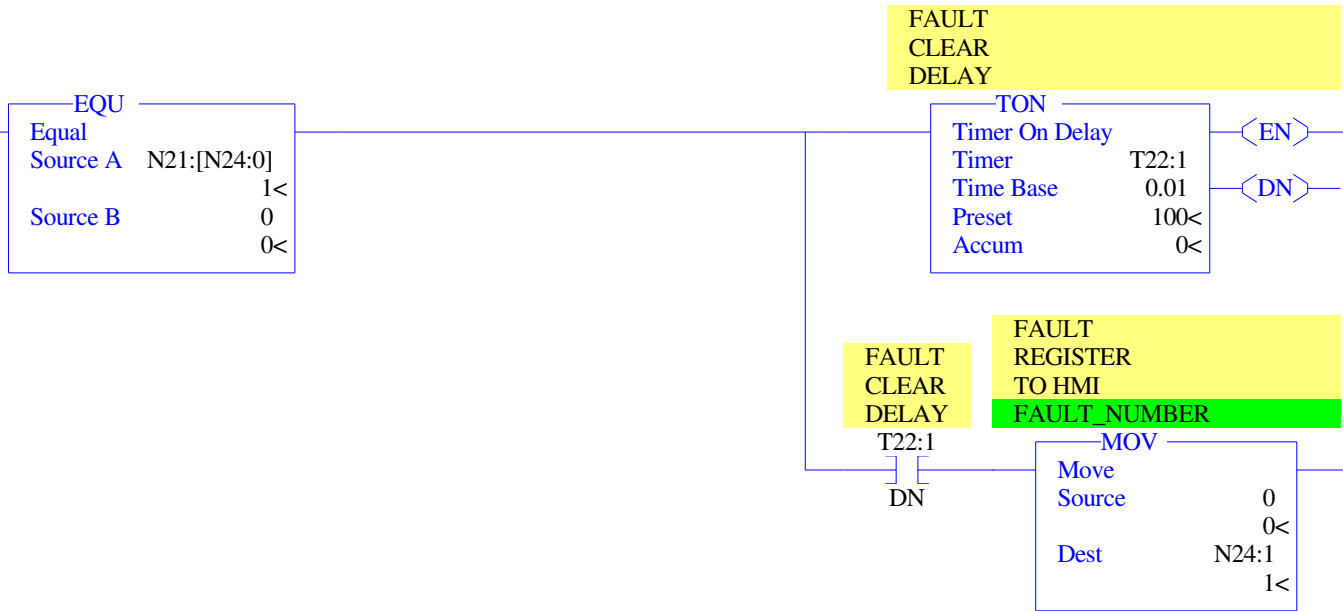 FAULT
CLEAR
DELAY
EQU
Equal
Source A N21:[N24:0]
1<
Source B 0
0<
TON
Timer On Delay
Timer T22:1
Time Base 0.01
Preset 100<
Accum 0<
EN
DN
FAULT
CLEAR
DELAY
T22:1
DN
FAULT
REGISTER
TO HMI
FAULT_NUMBER
MOV
Move
Source 0
0<
Dest N24:1
1<